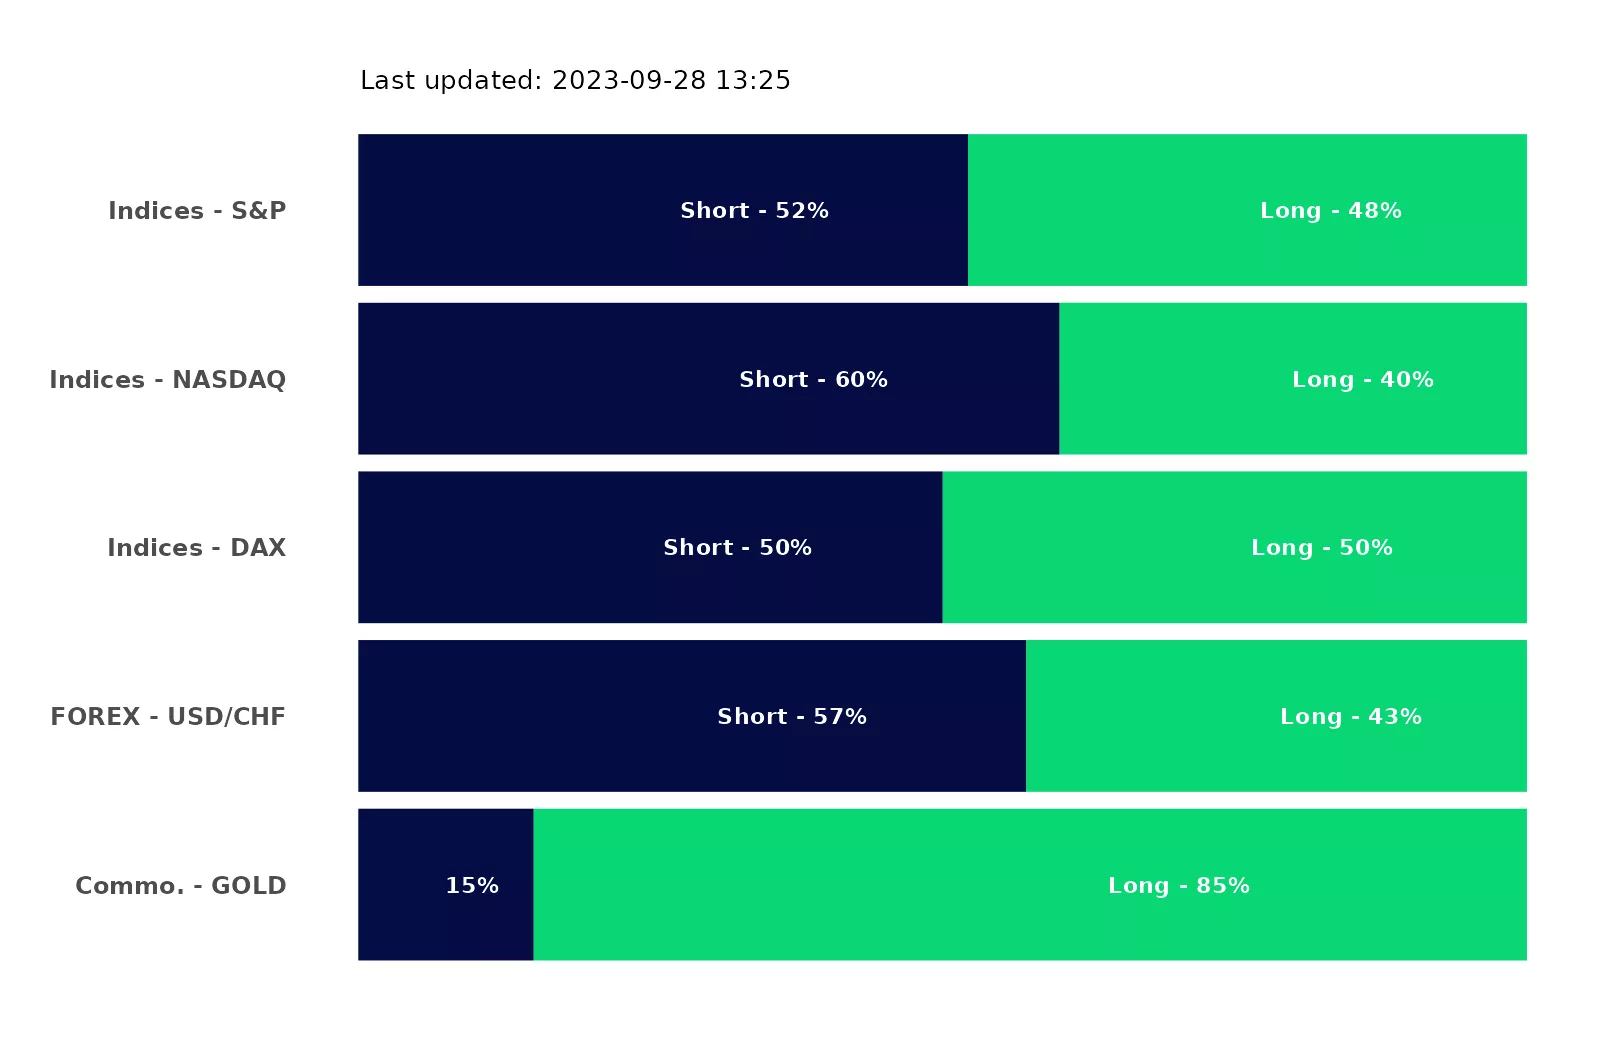 Last updated: 2023-09-28 13:25
Indices - S&P Short - 52% Long - 48%
Indices - NASDAQ Short - 60% Long - 40%
Indices - DAX Short - 50% Long - 50%
FOREX - USD/CHF Short - 57% Long - 43%
Commo. - GOLD 15% Long - 85%